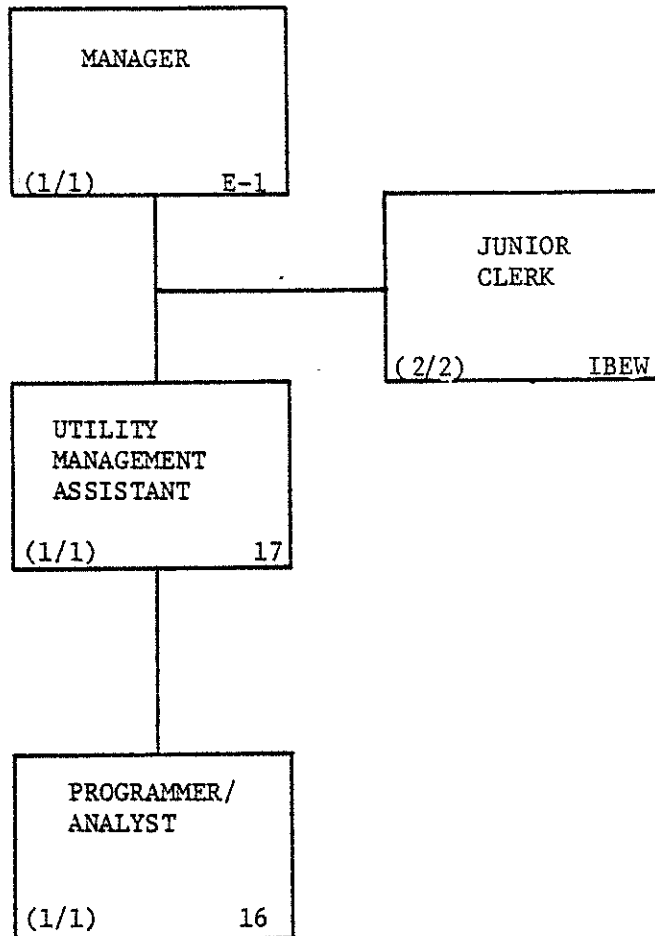 MANAGER
(1/1) E-1
JUNIOR
CLERK
(2/2) IBEW
UTILITY
MANAGEMENT
ASSISTANT
(1/1) 17
PROGRAMMER/
ANALYST
(1/1) 16